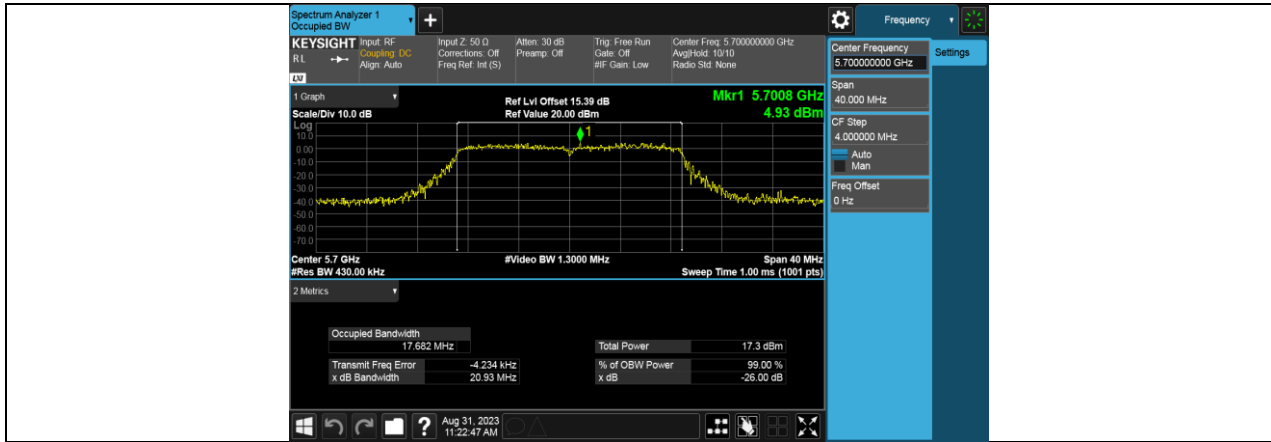 Spectrum Analyzer 1
Occupied BW
+
Frequency
KEYSIGHT
RL
LXI
Input: RF
Coupling: DC
Align: Auto
Input Z: 50 Ω
Corrections: Off
Freq Ref: Int (S)
Atten: 30 dB
Preamp: Off
Trig: Free Run
Gate: Off
#IF Gain: Low
Center Freq: 5.700000000 GHz
Avg|Hold: 10/10
Radio Std: None
Center Frequency
5.700000000 GHz
Settings
Span
40.000 MHz
CF Step
4.000000 MHz
Auto
Man
Freq Offset
0 Hz
1 Graph
Scale/Div 10.0 dB
Ref Lvl Offset 15.39 dB
Ref Value 20.00 dBm
Mkr1 5.7008 GHz
4.93 dBm
Log
10.0
0.00
-10.0
-20.0
-30.0
-40.0
-50.0
-60.0
-70.0
1
Center 5.7 GHz
#Res BW 430.00 kHz
#Video BW 1.3000 MHz
Span 40 MHz
Sweep Time 1.00 ms (1001 pts)
2 Metrics
Occupied Bandwidth
17.682 MHz
Transmit Freq Error -4.234 kHz
x dB Bandwidth 20.93 MHz
Total Power 17.3 dBm
% of OBW Power 99.00 %
x dB -26.00 dB
?
Aug 31, 2023
11:22:47 AM